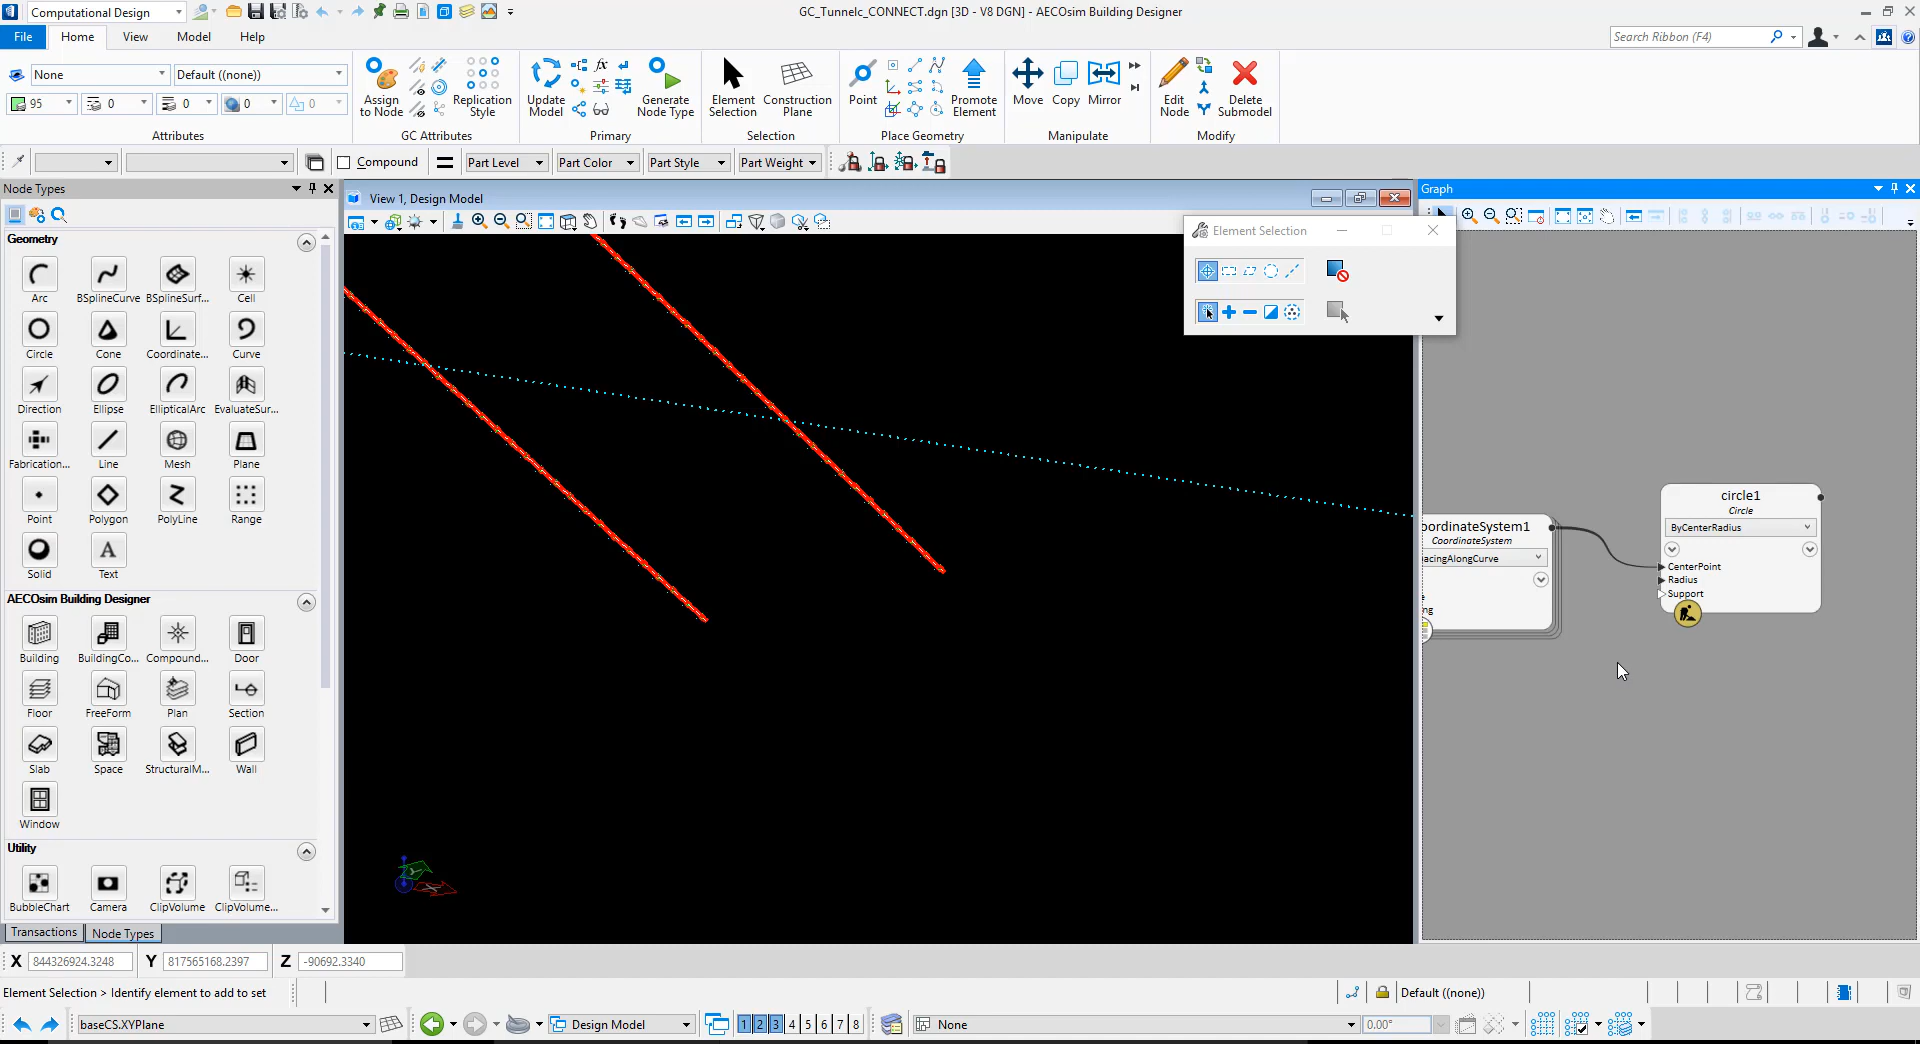 Computational Design
GC_Tunnelc_CONNECT.dgn [3D - V8 DGN] - AECOsim Building Designer
File
Home
View
Model
Help
Search Ribbon (F4)
None
Default ((none))
95
0
0
0
0
Attributes
Assign to Node
Replication Style
GC Attributes
Update Model
fx
Generate Node Type
Primary
Element Selection
Construction Plane
Selection
Point
Promote Element
Place Geometry
Move
Copy
Mirror
Manipulate
Edit Node
Delete Submodel
Modify
Compound
Part Level
Part Color
Part Style
Part Weight
Node Types
View 1, Design Model
Graph
Element Selection
Geometry
Arc
BSplineCurve
BSplineSurf...
Cell
Circle
Cone
Coordinate...
Curve
Direction
Ellipse
EllipticalArc
EvaluateSur...
Fabrication...
Line
Mesh
Plane
Point
Polygon
PolyLine
Range
Solid
Text
AECOsim Building Designer
Building
BuildingCo...
Compound...
Door
Floor
FreeForm
Plan
Section
Slab
Space
StructuralM...
Wall
Window
Utility
BubbleChart
Camera
ClipVolume
ClipVolume...
Transactions
Node Types
oordinateSystem1
CoordinateSystem
acingAlongCurve
e
ng
circle1
Circle
ByCenterRadius
CenterPoint
Radius
Support
X 844326924.3248
Y 817565168.2397
Z -90692.3340
Element Selection > Identify element to add to set
Default ((none))
baseCS.XYPlane
Design Model
1 2 3 4 5 6 7 8
None
0.00°